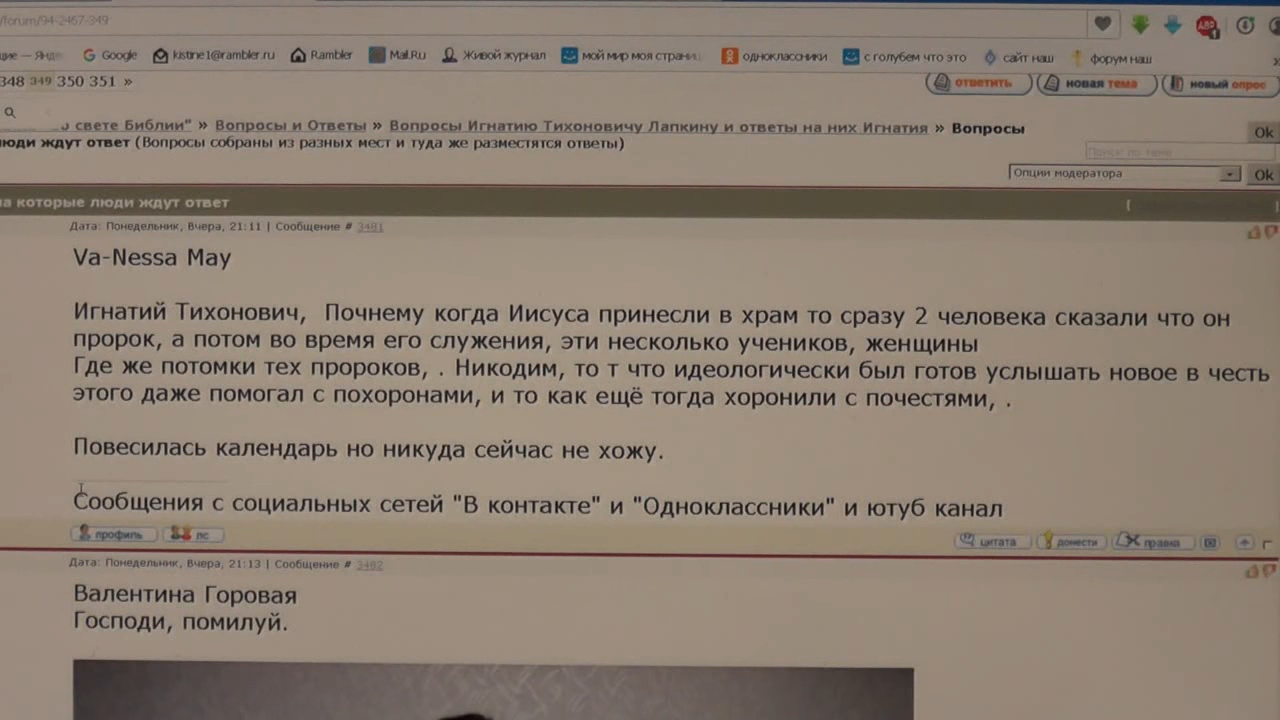 /forum/94-2467-349
Google kistine1@rambler.ru Rambler Mail.Ru Живой журнал мой мир моя страниц одноклассники с голубем что это сайт наш форум наш
348 349 350 351 »
ответить новая тема новый опрос
о свете Библии" » Вопросы и Ответы » Вопросы Игнатию Тихоновичу Лапкину и ответы на них Игнатия » Вопросы
люди ждут ответ (Вопросы собраны из разных мест и туда же разместятся ответы)
Ok
Поиск по теме
Опции модератора Ok
на которые люди ждут ответ
Дата: Понедельник, Вчера, 21:11 | Сообщение # 3481
Va-Nessa May
Игнатий Тихонович, Почнему когда Иисуса принесли в храм то сразу 2 человека сказали что он
пророк, а потом во время его служения, эти несколько учеников, женщины
Где же потомки тех пророков, . Никодим, то т что идеологически был готов услышать новое в честь
этого даже помогал с похоронами, и то как ещё тогда хоронили с почестями, .
Повесилась календарь но никуда сейчас не хожу.
Сообщения с социальных сетей "В контакте" и "Одноклассники" и ютуб канал
профиль лс цитата донести правка
Дата: Понедельник, Вчера, 21:13 | Сообщение # 3482
Валентина Горовая
Господи, помилуй.